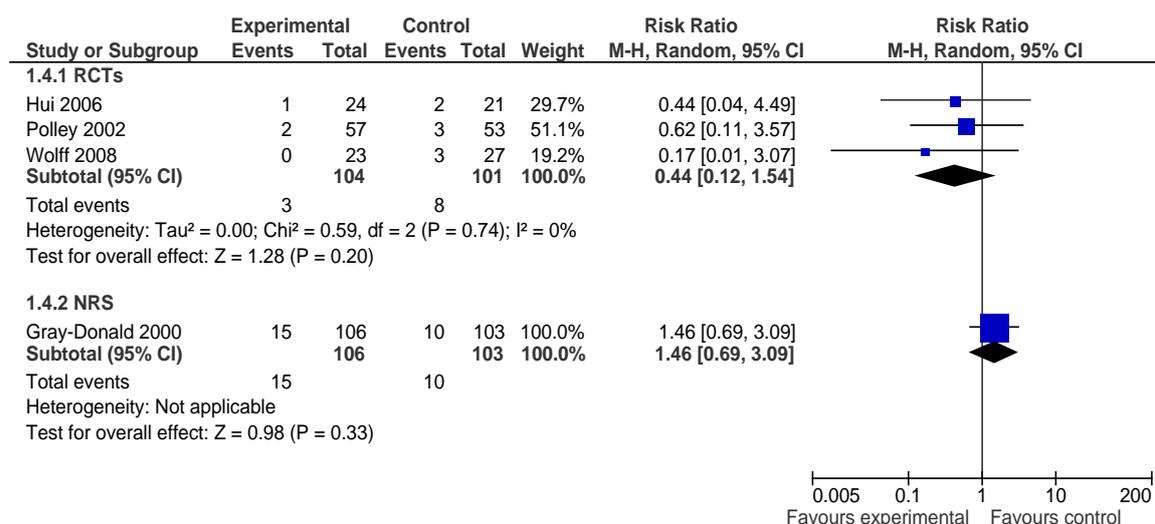 Experimental Control Risk Ratio Risk Ratio
Study or Subgroup Events Total Events Total Weight M-H, Random, 95% CI M-H, Random, 95% CI
1.4.1 RCTs
Hui 2006 1 24 2 21 29.7% 0.44 [0.04, 4.49]
Polley 2002 2 57 3 53 51.1% 0.62 [0.11, 3.57]
Wolff 2008 0 23 3 27 19.2% 0.17 [0.01, 3.07]
Subtotal (95% CI) 104 101 100.0% 0.44 [0.12, 1.54]
Total events 3 8
Heterogeneity: Tau² = 0.00; Chi² = 0.59, df = 2 (P = 0.74); I² = 0%
Test for overall effect: Z = 1.28 (P = 0.20)
1.4.2 NRS
Gray-Donald 2000 15 106 10 103 100.0% 1.46 [0.69, 3.09]
Subtotal (95% CI) 106 103 100.0% 1.46 [0.69, 3.09]
Total events 15 10
Heterogeneity: Not applicable
Test for overall effect: Z = 0.98 (P = 0.33)
0.005 0.1 1 10 200
Favours experimental Favours control